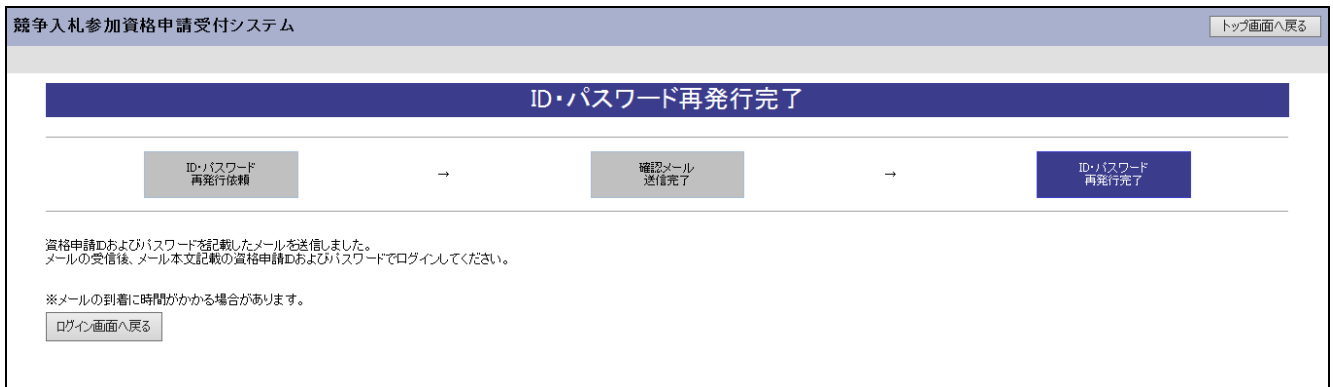 競争入札参加資格申請受付システム
トップ画面へ戻る
ID・パスワード再発行完了
ID・パスワード
再発行依頼
→
確認メール
送信完了
→
ID・パスワード
再発行完了
資格申請IDおよびパスワードを記載したメールを送信しました。
メールの受信後、メール本文記載の資格申請IDおよびパスワードでログインしてください。
※メールの到着に時間がかかる場合があります。
ログイン画面へ戻る